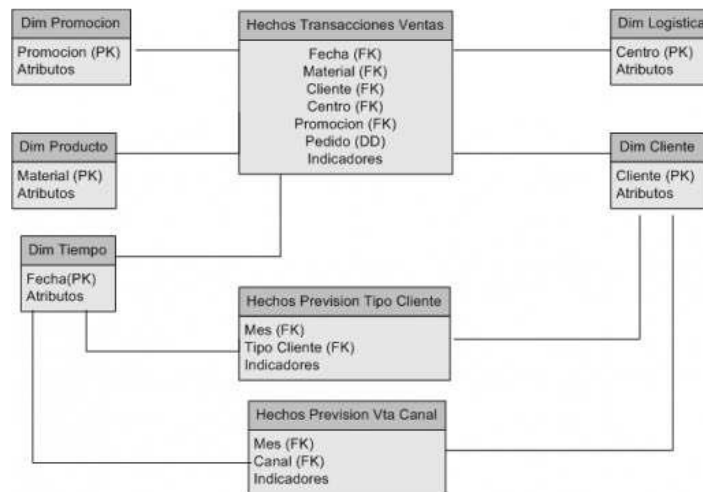 Dim Promocion
Promocion (PK)
Atributos
Hechos Transacciones Ventas
Fecha (FK)
Material (FK)
Cliente (FK)
Centro (FK)
Promocion (FK)
Pedido (DD)
Indicadores
Dim Logística
Centro (PK)
Atributos
Dim Producto
Material (PK)
Atributos
Dim Cliente
Cliente (PK)
Atributos
Dim Tiempo
Fecha(PK)
Atributos
Hechos Prevision Tipo Cliente
Mes (FK)
Tipo Cliente (FK)
Indicadores
Hechos Prevision Vta Canal
Mes (FK)
Canal (FK)
Indicadores